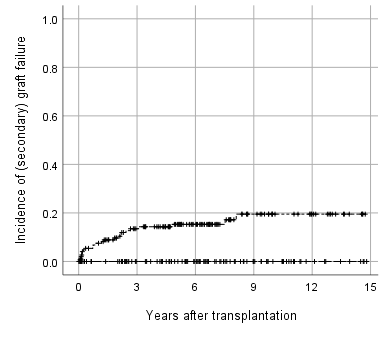 Incidence of (secondary) graft failure
1.0
0.8
0.6
0.4
0.2
0.0
0 3 6 9 12 15
Years after transplantation